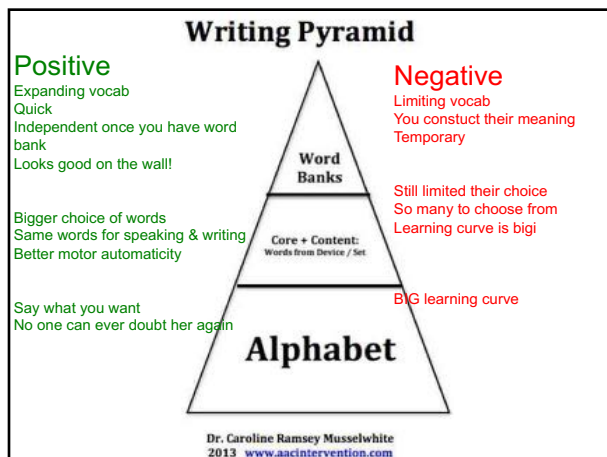 Writing Pyramid
Positive
Expanding vocab
Quick
Independent once you have word
bank
Looks good on the wall!
Bigger choice of words
Same words for speaking & writing
Better motor automaticity
Say what you want
No one can ever doubt her again
Word
Banks
Core + Content:
Words from Device / Set
Alphabet
Negative
Limiting vocab
You constuct their meaning
Temporary
Still limited their choice
So many to choose from
Learning curve is bigi
BIG learning curve
Dr. Caroline Ramsey Musselwhite
2013 www.aacintervention.com